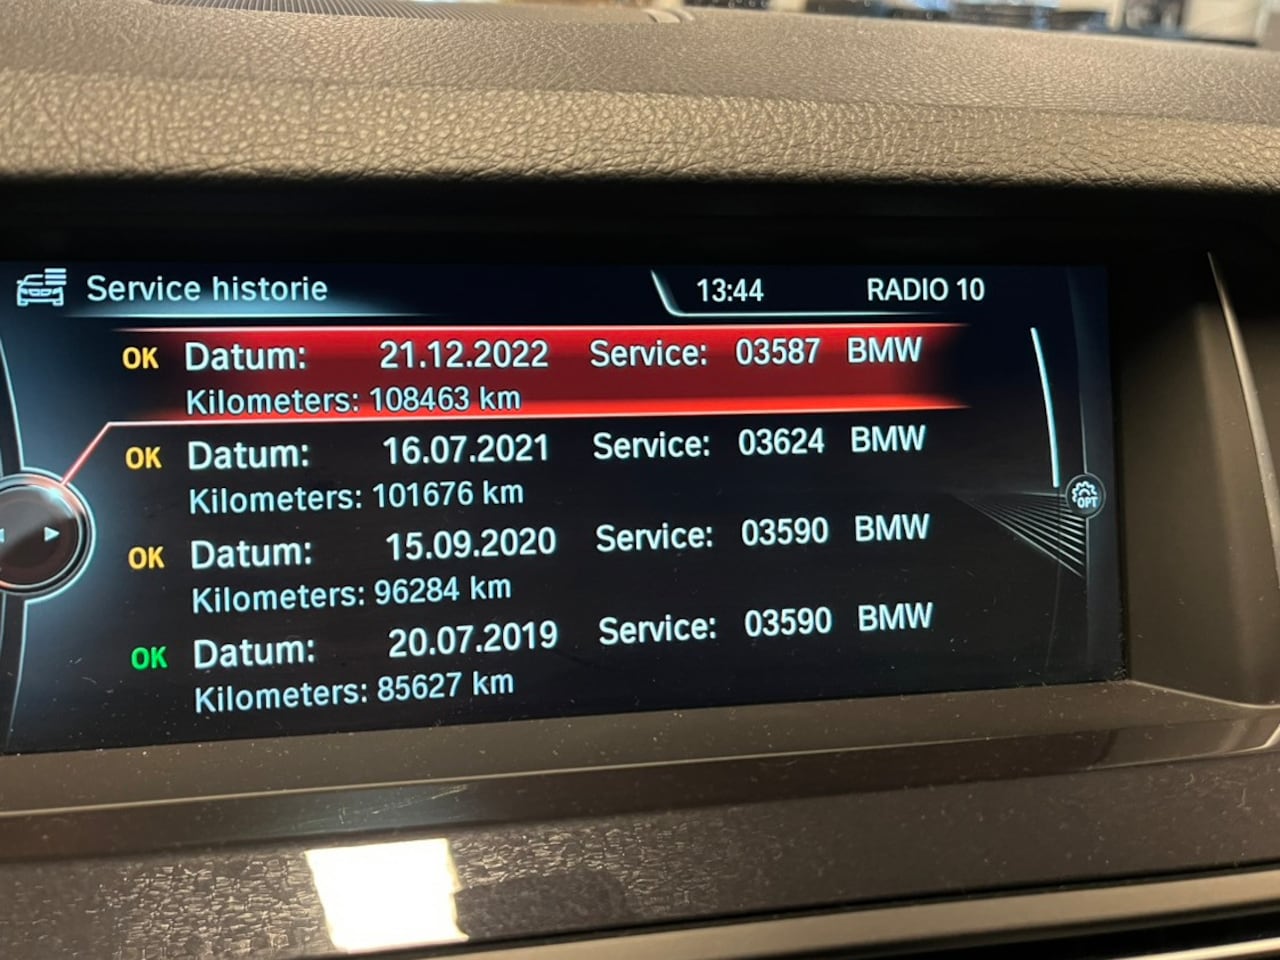 Service historie 13:44 RADIO 10
OK Datum: 21.12.2022 Service: 03587 BMW
Kilometers: 108463 km
OK Datum: 16.07.2021 Service: 03624 BMW
Kilometers: 101676 km
OK Datum: 15.09.2020 Service: 03590 BMW
Kilometers: 96284 km
OK Datum: 20.07.2019 Service: 03590 BMW
Kilometers: 85627 km
OPT